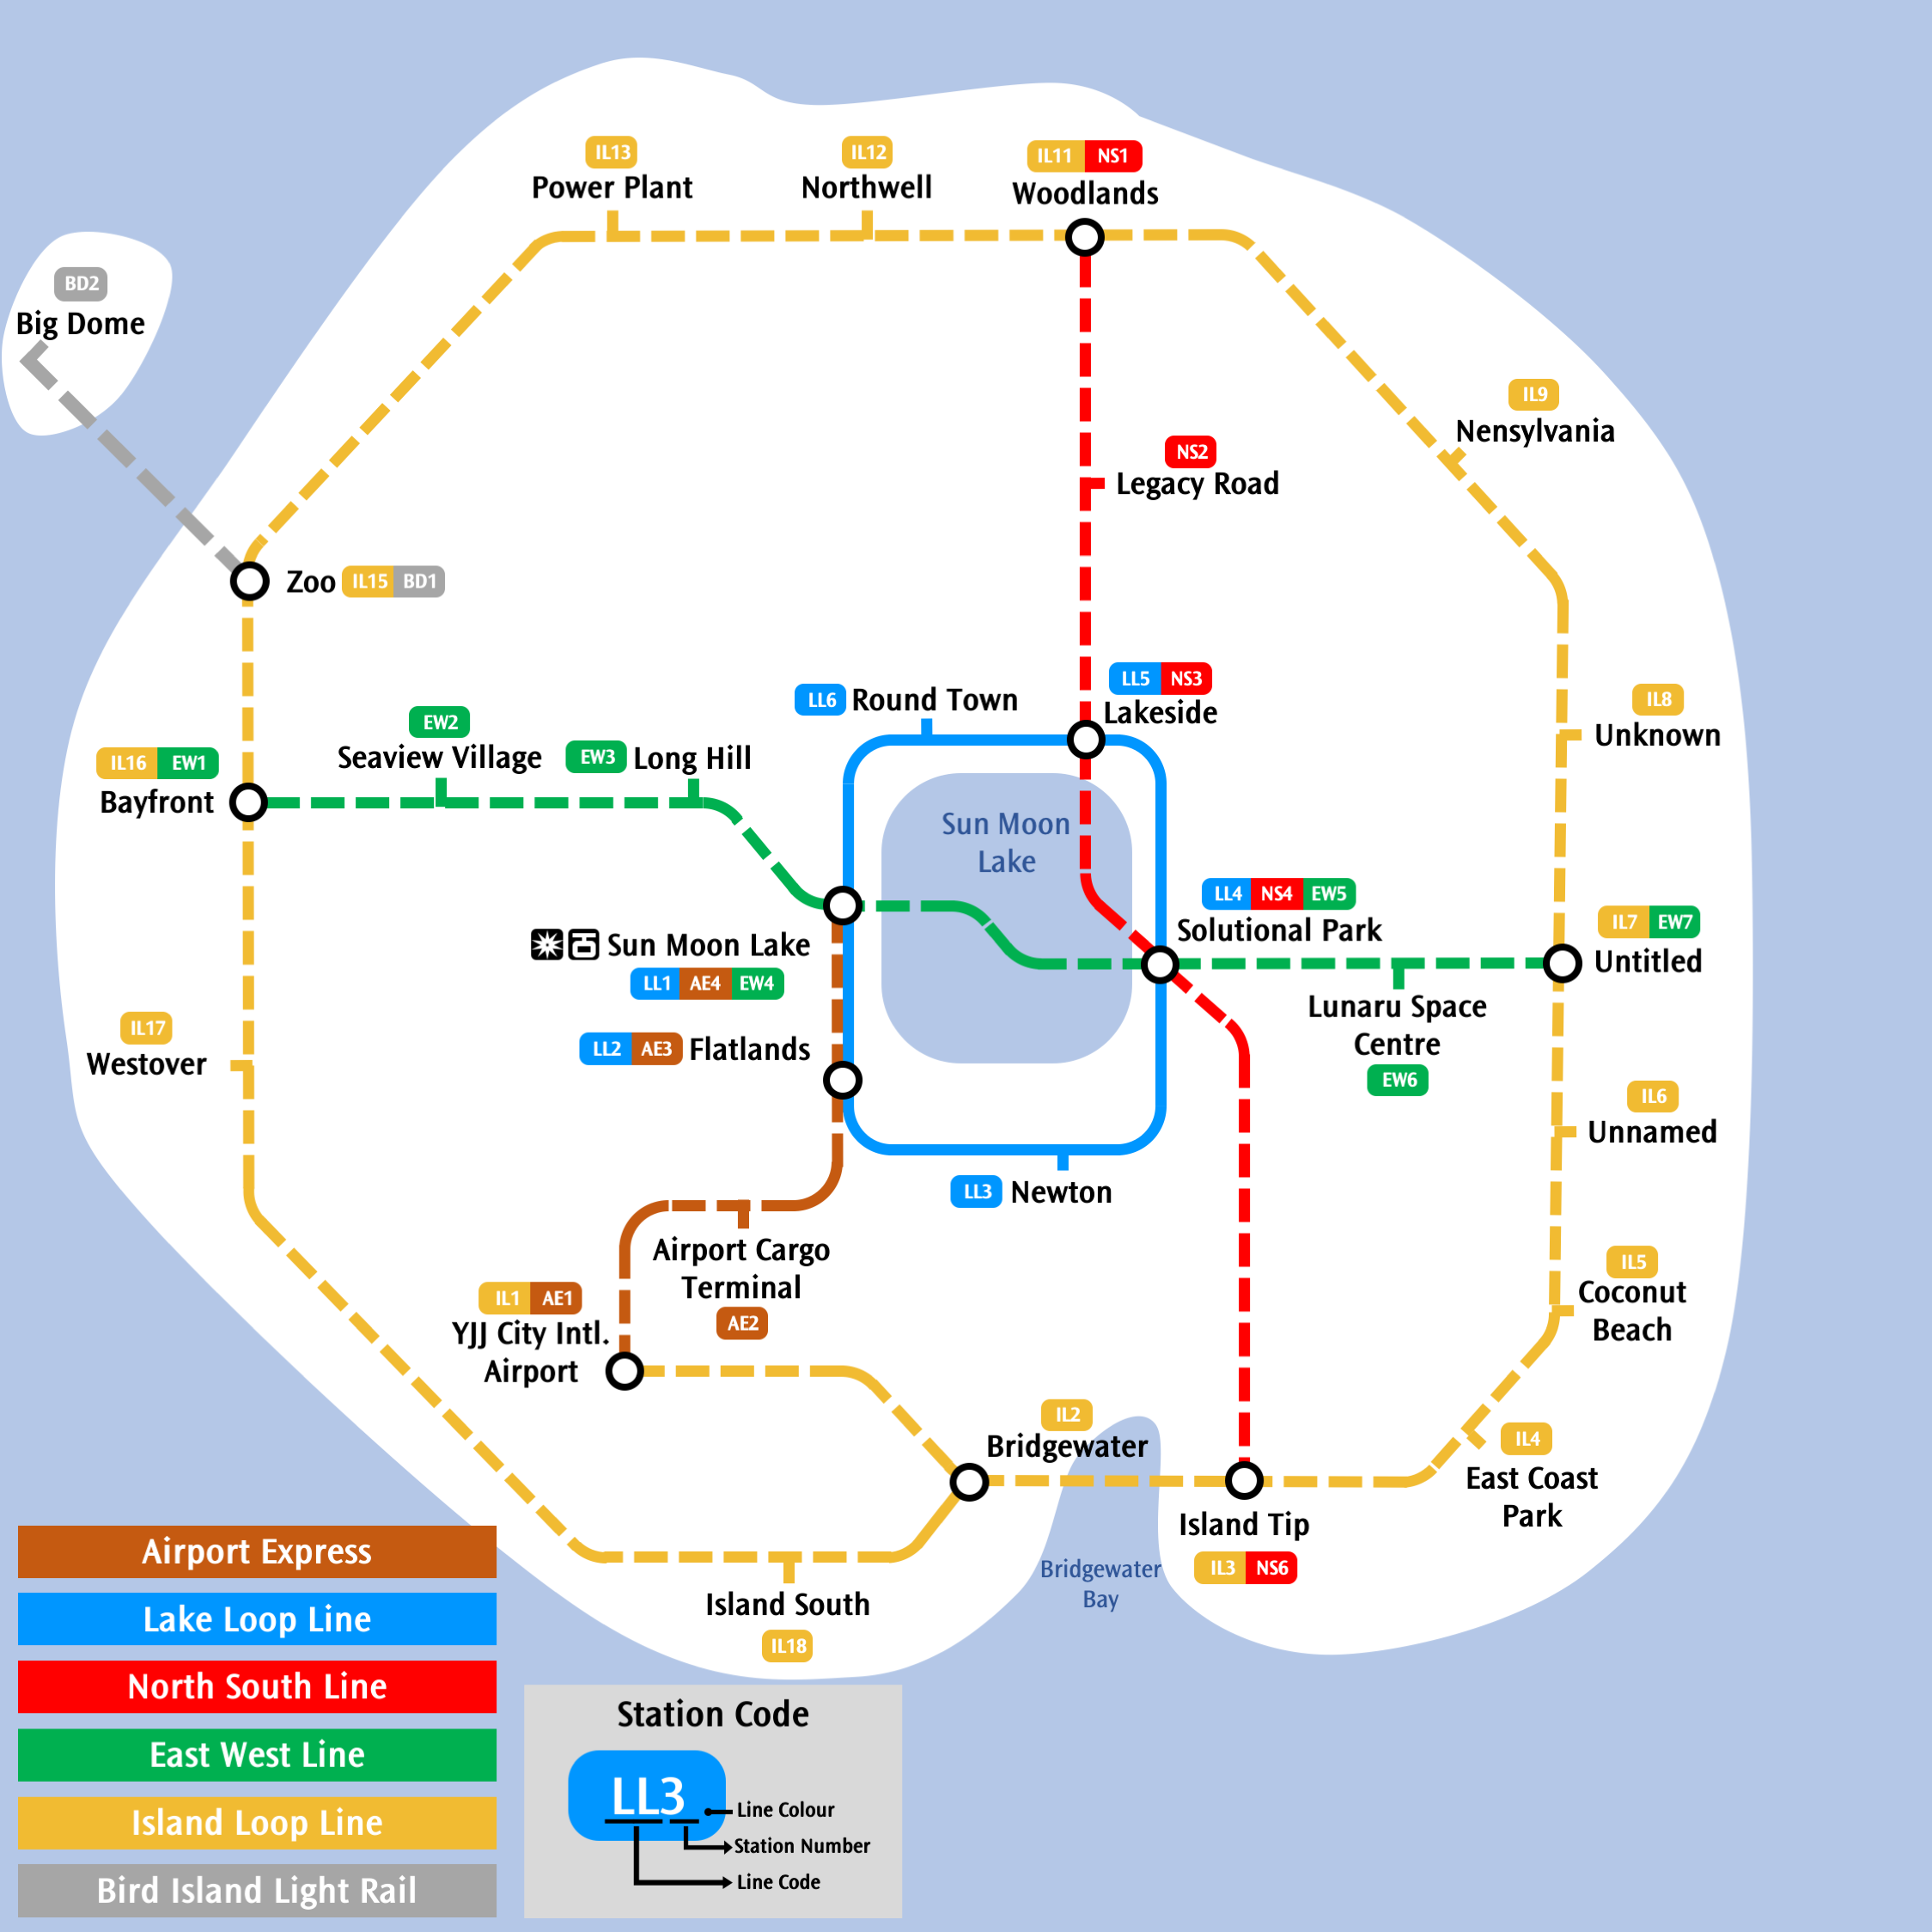 IL13
Power Plant
IL12
Northwell
IL11 NS1
Woodlands
BD2
Big Dome
IL9
Nensylvania
NS2
Legacy Road
Zoo IL15 BD1
LL5 NS3
Lakeside
LL6 Round Town
IL8
Unknown
EW2
Seaview Village
EW3 Long Hill
IL16 EW1
Bayfront
Sun Moon
Lake
LL4 NS4 EW5
Solutional Park
IL7 EW7
Untitled
Sun Moon Lake
LL1 AE4 EW4
Lunaru Space
Centre
EW6
IL17
Westover
LL2 AE3 Flatlands
IL6
Unnamed
LL3 Newton
Airport Cargo
Terminal
AE2
IL5
Coconut
Beach
IL1 AE1
YJJ City Intl.
Airport
IL2
Bridgewater
IL4
East Coast
Park
Island Tip
IL3 NS6
Bridgewater
Bay
Island South
IL18
Airport Express
Lake Loop Line
North South Line
East West Line
Island Loop Line
Bird Island Light Rail
Station Code
LL3
Line Colour
Station Number
Line Code